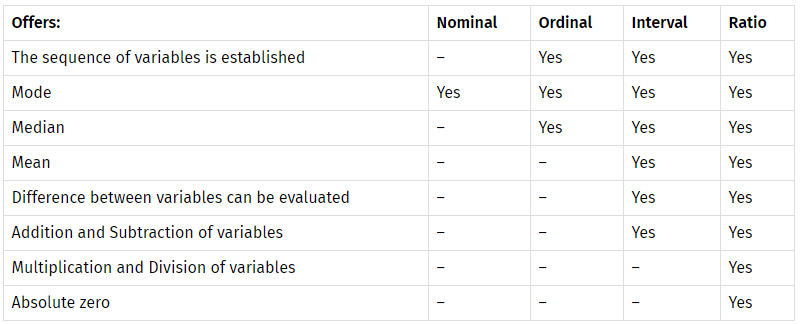 Offers: Nominal Ordinal Interval Ratio
The sequence of variables is established – Yes Yes Yes
Mode Yes Yes Yes Yes
Median – Yes Yes Yes
Mean – – Yes Yes
Difference between variables can be evaluated – – Yes Yes
Addition and Subtraction of variables – – Yes Yes
Multiplication and Division of variables – – – Yes
Absolute zero – – – Yes